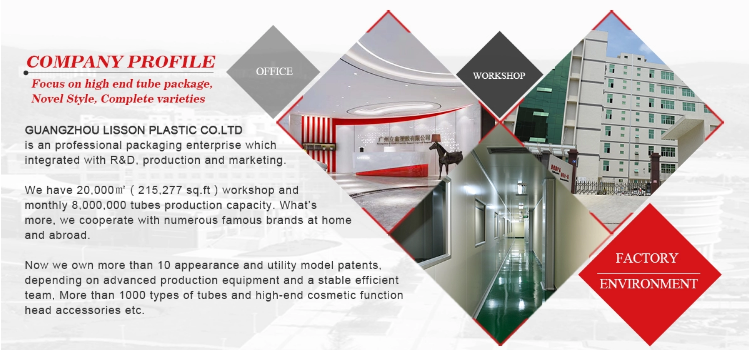 COMPANY PROFILE
Focus on high end tube package,
Novel Style, Complete varieties
GUANGZHOU LISSON PLASTIC CO.LTD
is an professional packaging enterprise which
integrated with R&D, production and marketing.
We have 20,000㎡ ( 215,277 sq.ft ) workshop and
monthly 8,000,000 tubes production capacity. What's
more, we cooperate with numerous famous brands at home
and abroad.
Now we own more than 10 appearance and utility model patents,
depending on advanced production equipment and a stable efficient
team, More than 1000 types of tubes and high-end cosmetic function
head accessories etc.
OFFICE
WORKSHOP
FACTORY
ENVIRONMENT